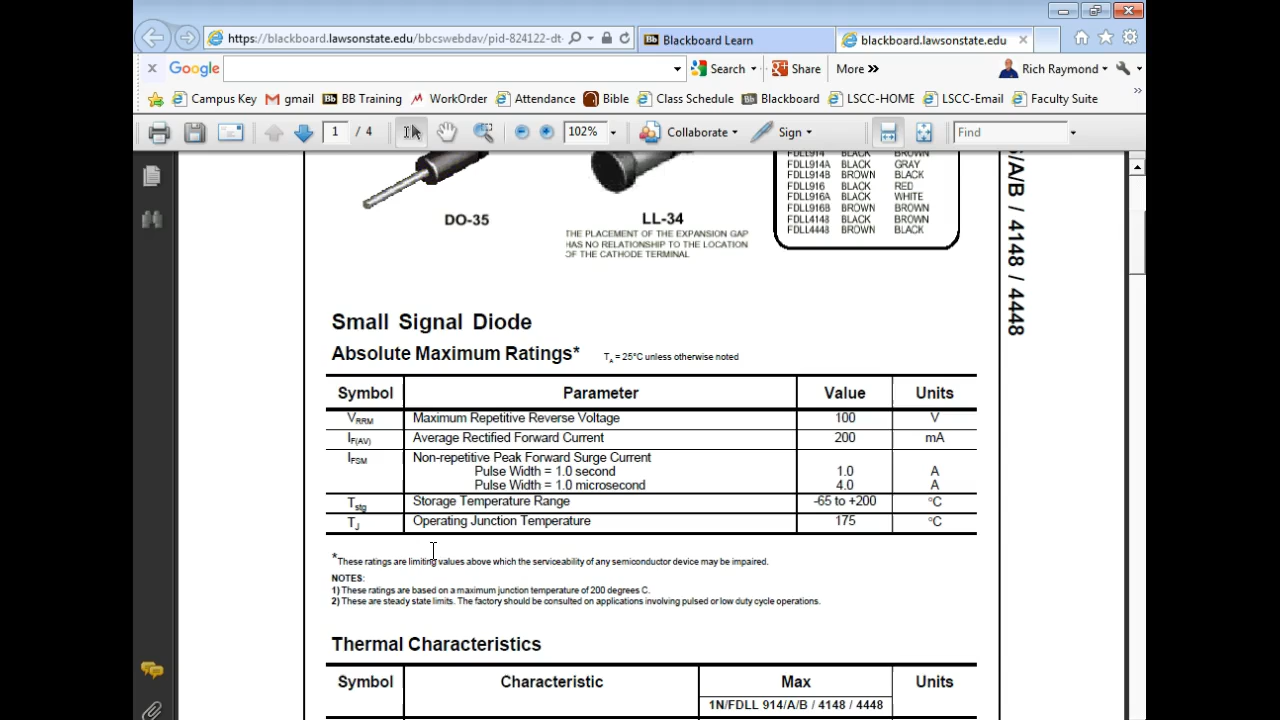 https://blackboard.lawsonstate.edu/bbcswebdav/pid-824122-dt-
Bb Blackboard Learn
blackboard.lawsonstate.edu
x Google Search Share More » Rich Raymond
Campus Key gmail Bb BB Training WorkOrder Attendance Bible Class Schedule Bb Blackboard LSCC-HOME LSCC-Email Faculty Suite »
1 / 4 102% Collaborate Sign Find
FDLL914 BLACK BROWN
FDLL914A BLACK GRAY
FDLL914B BROWN BLACK
FDLL916 BLACK RED
FDLL916A BLACK WHITE
FDLL916B BROWN BROWN
FDLL4148 BLACK BROWN
FDLL4448 BROWN BLACK
DO-35
LL-34
THE PLACEMENT OF THE EXPANSION GAP
HAS NO RELATIONSHIP TO THE LOCATION
OF THE CATHODE TERMINAL
/A/B / 4148 / 4448
Small Signal Diode
Absolute Maximum Ratings* TA = 25°C unless otherwise noted
Symbol Parameter Value Units
VRRM Maximum Repetitive Reverse Voltage 100 V
IF(AV) Average Rectified Forward Current 200 mA
IFSM Non-repetitive Peak Forward Surge Current
Pulse Width = 1.0 second 1.0 A
Pulse Width = 1.0 microsecond 4.0 A
Tstg Storage Temperature Range -65 to +200 °C
TJ Operating Junction Temperature 175 °C
*These ratings are limiting values above which the serviceability of any semiconductor device may be impaired.
NOTES:
1) These ratings are based on a maximum junction temperature of 200 degrees C.
2) These are steady state limits. The factory should be consulted on applications involving pulsed or low duty cycle operations.
Thermal Characteristics
Symbol Characteristic Max Units
1N/FDLL 914/A/B / 4148 / 4448